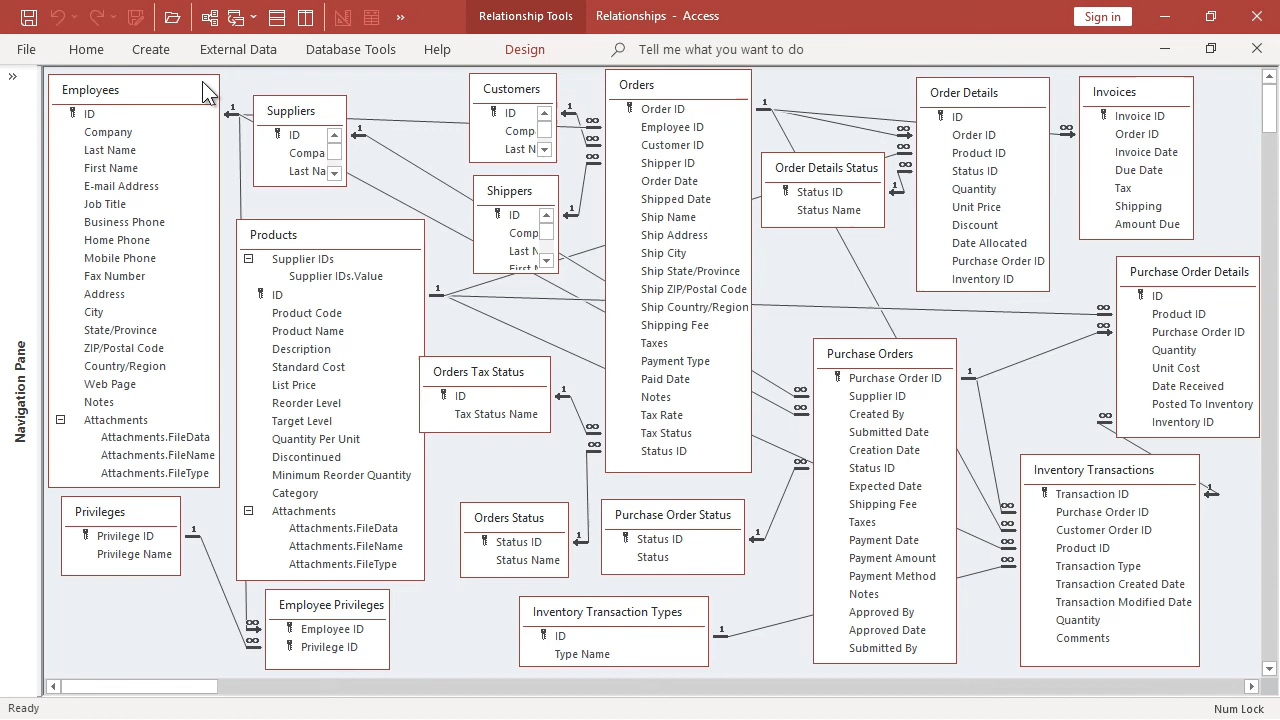 Relationship Tools
Relationships - Access
Sign in
File
Home
Create
External Data
Database Tools
Help
Design
Tell me what you want to do
Navigation Pane
Employees
ID
Company
Last Name
First Name
E-mail Address
Job Title
Business Phone
Home Phone
Mobile Phone
Fax Number
Address
City
State/Province
ZIP/Postal Code
Country/Region
Web Page
Notes
Attachments
Attachments.FileData
Attachments.FileName
Attachments.FileType
Privileges
Privilege ID
Privilege Name
Suppliers
ID
Compa
Last Na
Products
Supplier IDs
Supplier IDs.Value
ID
Product Code
Product Name
Description
Standard Cost
List Price
Reorder Level
Target Level
Quantity Per Unit
Discontinued
Minimum Reorder Quantity
Category
Attachments
Attachments.FileData
Attachments.FileName
Attachments.FileType
Employee Privileges
Employee ID
Privilege ID
Customers
ID
Comp
Last N
Shippers
ID
Comp
Last N
First N
Orders Tax Status
ID
Tax Status Name
Orders Status
Status ID
Status Name
Orders
Order ID
Employee ID
Customer ID
Shipper ID
Order Date
Shipped Date
Ship Name
Ship Address
Ship City
Ship State/Province
Ship ZIP/Postal Code
Ship Country/Region
Shipping Fee
Taxes
Payment Type
Paid Date
Notes
Tax Rate
Tax Status
Status ID
Purchase Order Status
Status ID
Status
Inventory Transaction Types
ID
Type Name
Order Details Status
Status ID
Status Name
Purchase Orders
Purchase Order ID
Supplier ID
Created By
Submitted Date
Creation Date
Status ID
Expected Date
Shipping Fee
Taxes
Payment Date
Payment Amount
Payment Method
Notes
Approved By
Approved Date
Submitted By
Order Details
ID
Order ID
Product ID
Status ID
Quantity
Unit Price
Discount
Date Allocated
Purchase Order ID
Inventory ID
Invoices
Invoice ID
Order ID
Invoice Date
Due Date
Tax
Shipping
Amount Due
Purchase Order Details
ID
Product ID
Purchase Order ID
Quantity
Unit Cost
Date Received
Posted To Inventory
Inventory ID
Inventory Transactions
Transaction ID
Purchase Order ID
Customer Order ID
Product ID
Transaction Type
Transaction Created Date
Transaction Modified Date
Quantity
Comments
Ready
Num Lock